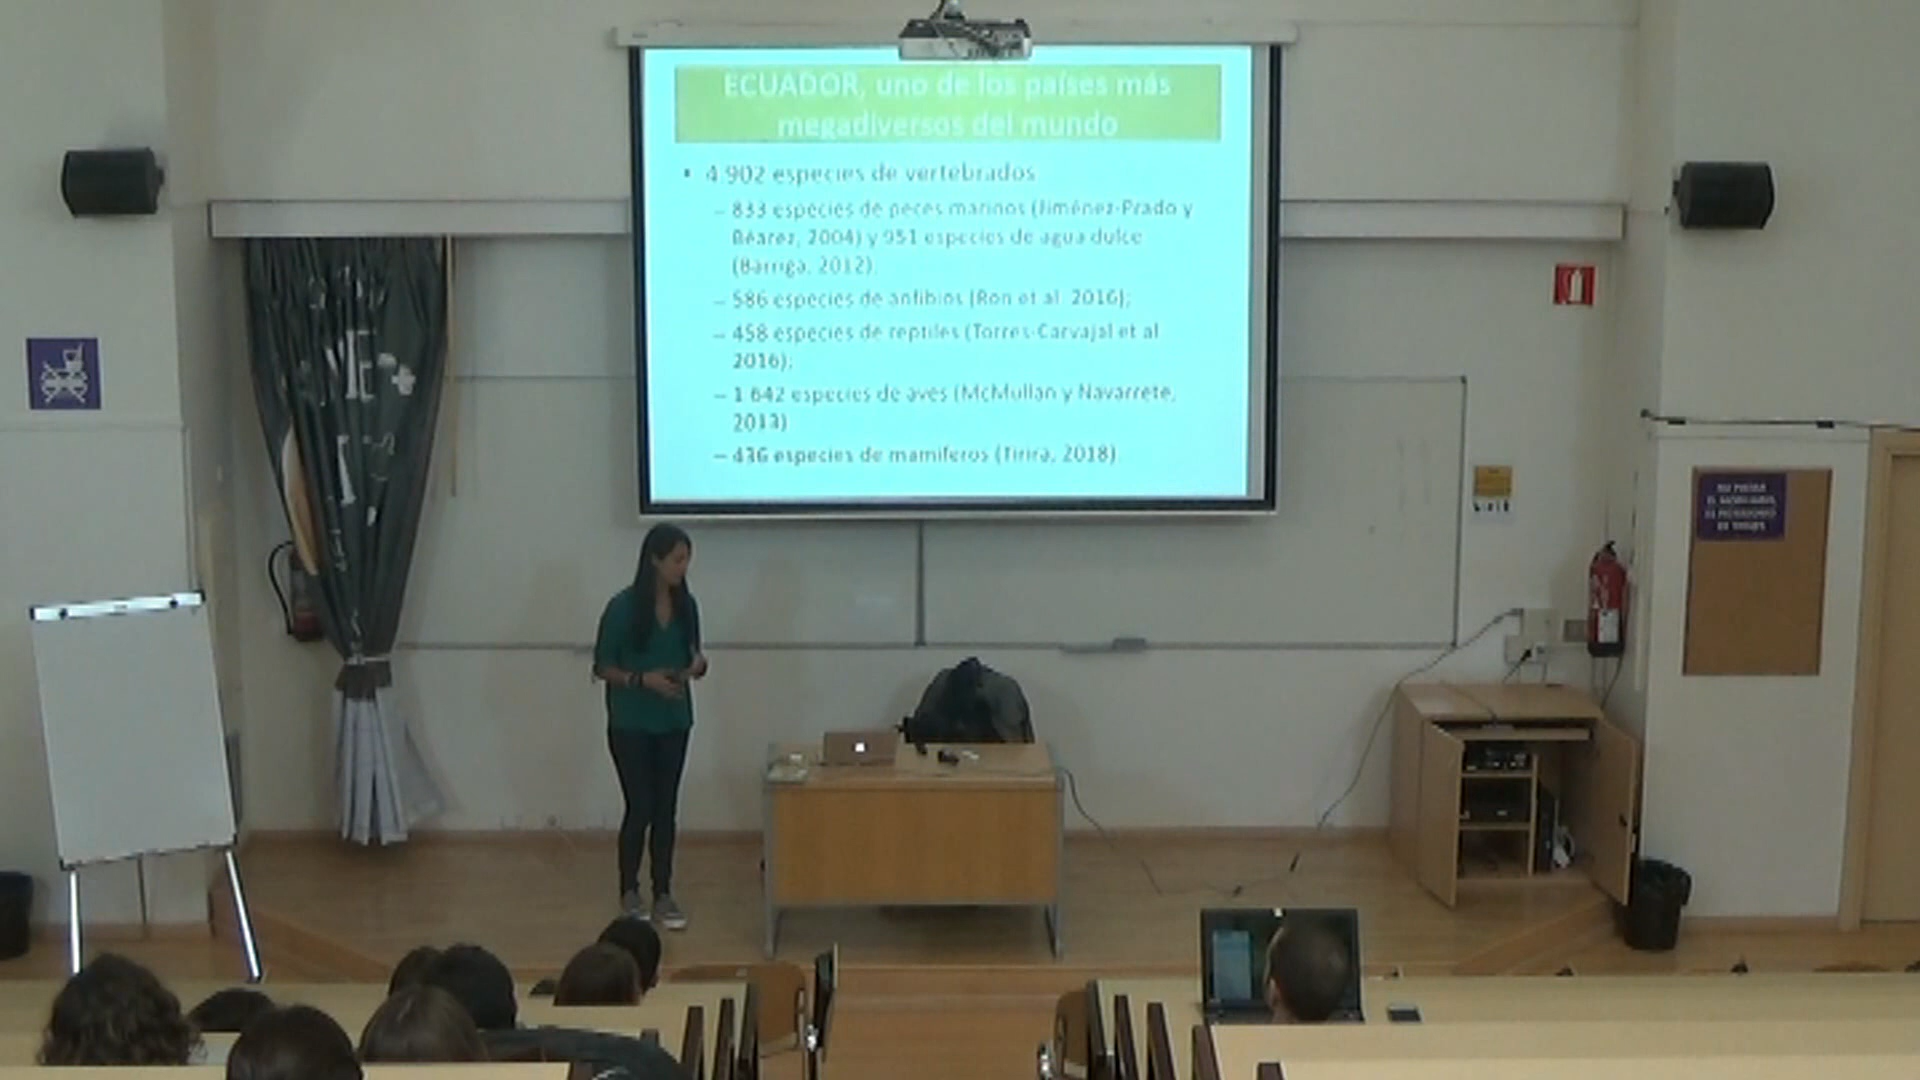 ECUADOR, uno de los países más
megadiversos del mundo
• 4.902 especies de vertebrados
– 833 especies de peces marinos (Jiménez-Prado y
Béarez, 2004) y 951 especies de agua dulce
(Barriga, 2012).
– 586 especies de anfibios (Ron et al. 2016);
– 458 especies de reptiles (Torres-Carvajal et al.
2016);
– 1 642 especies de aves (McMullan y Navarrete,
2013)
– 436 especies de mamíferos (Tirira, 2018).